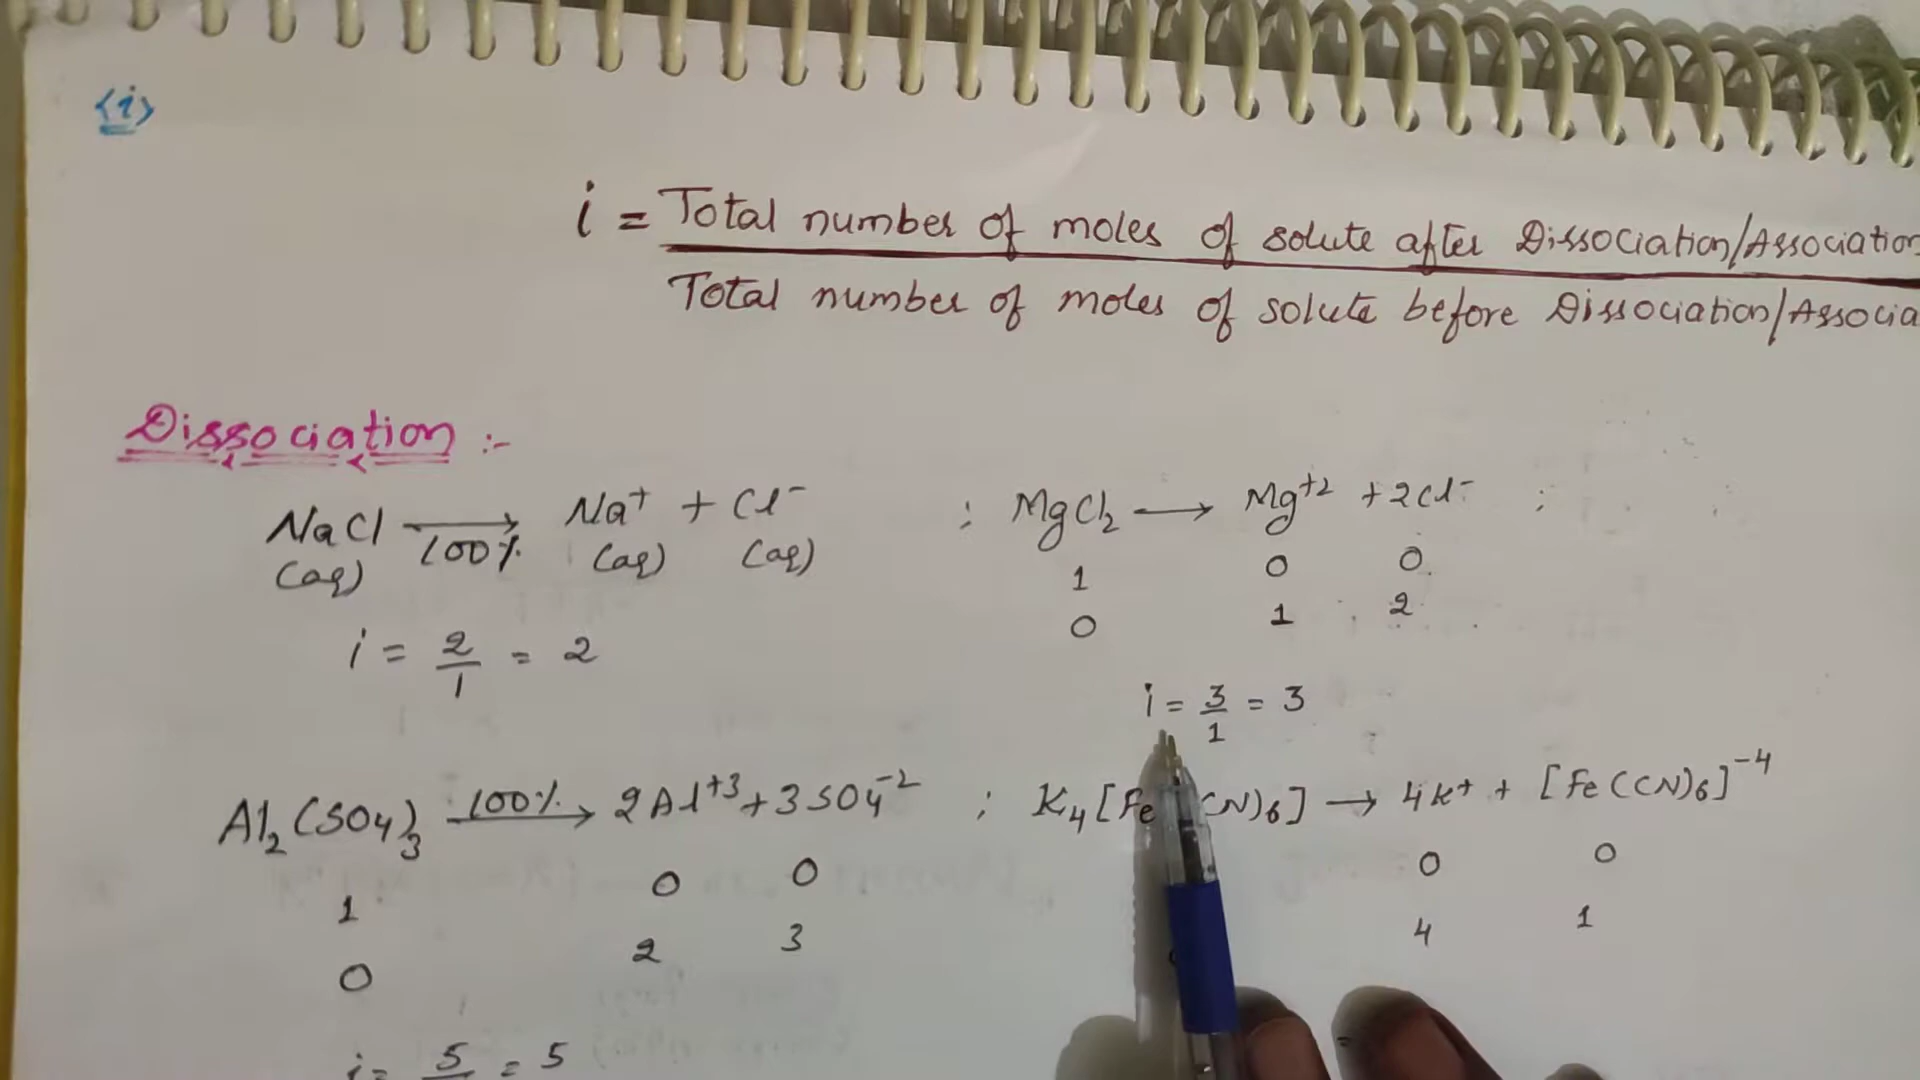 <i>
i = Total number of moles of solute after Dissociation/Association
Total number of moles of solute before Dissociation/Associa
Dissociation :-
NaCl (aq) —100%→ Na⁺ (aq) + Cl⁻ (aq)
i = 2/1 = 2
; MgCl₂ → Mg⁺² + 2Cl⁻ ;
1 0 0
0 1 2
i = 3/1 = 3
Al₂(SO₄)₃ —100%→ 2Al⁺³ + 3SO₄⁻²
1 0 0
0 2 3
i = 5 = 5
; K₄[Fe(CN)₆] → 4K⁺ + [Fe(CN)₆]⁻⁴
0 0
4 1